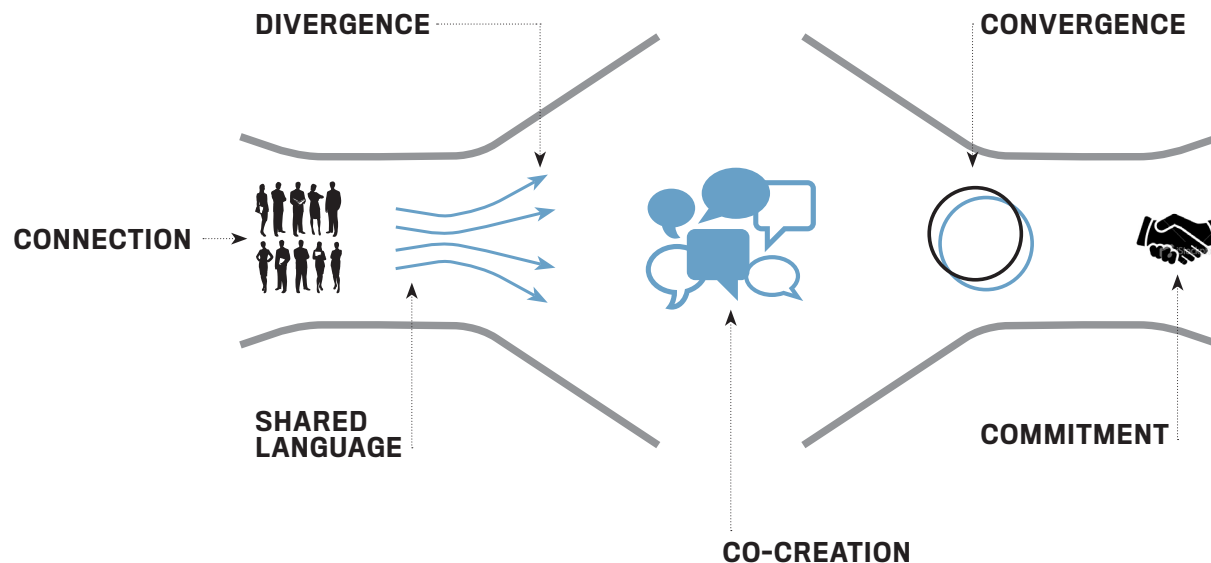 DIVERGENCE
CONVERGENCE
CONNECTION
SHARED
LANGUAGE
COMMITMENT
CO-CREATION